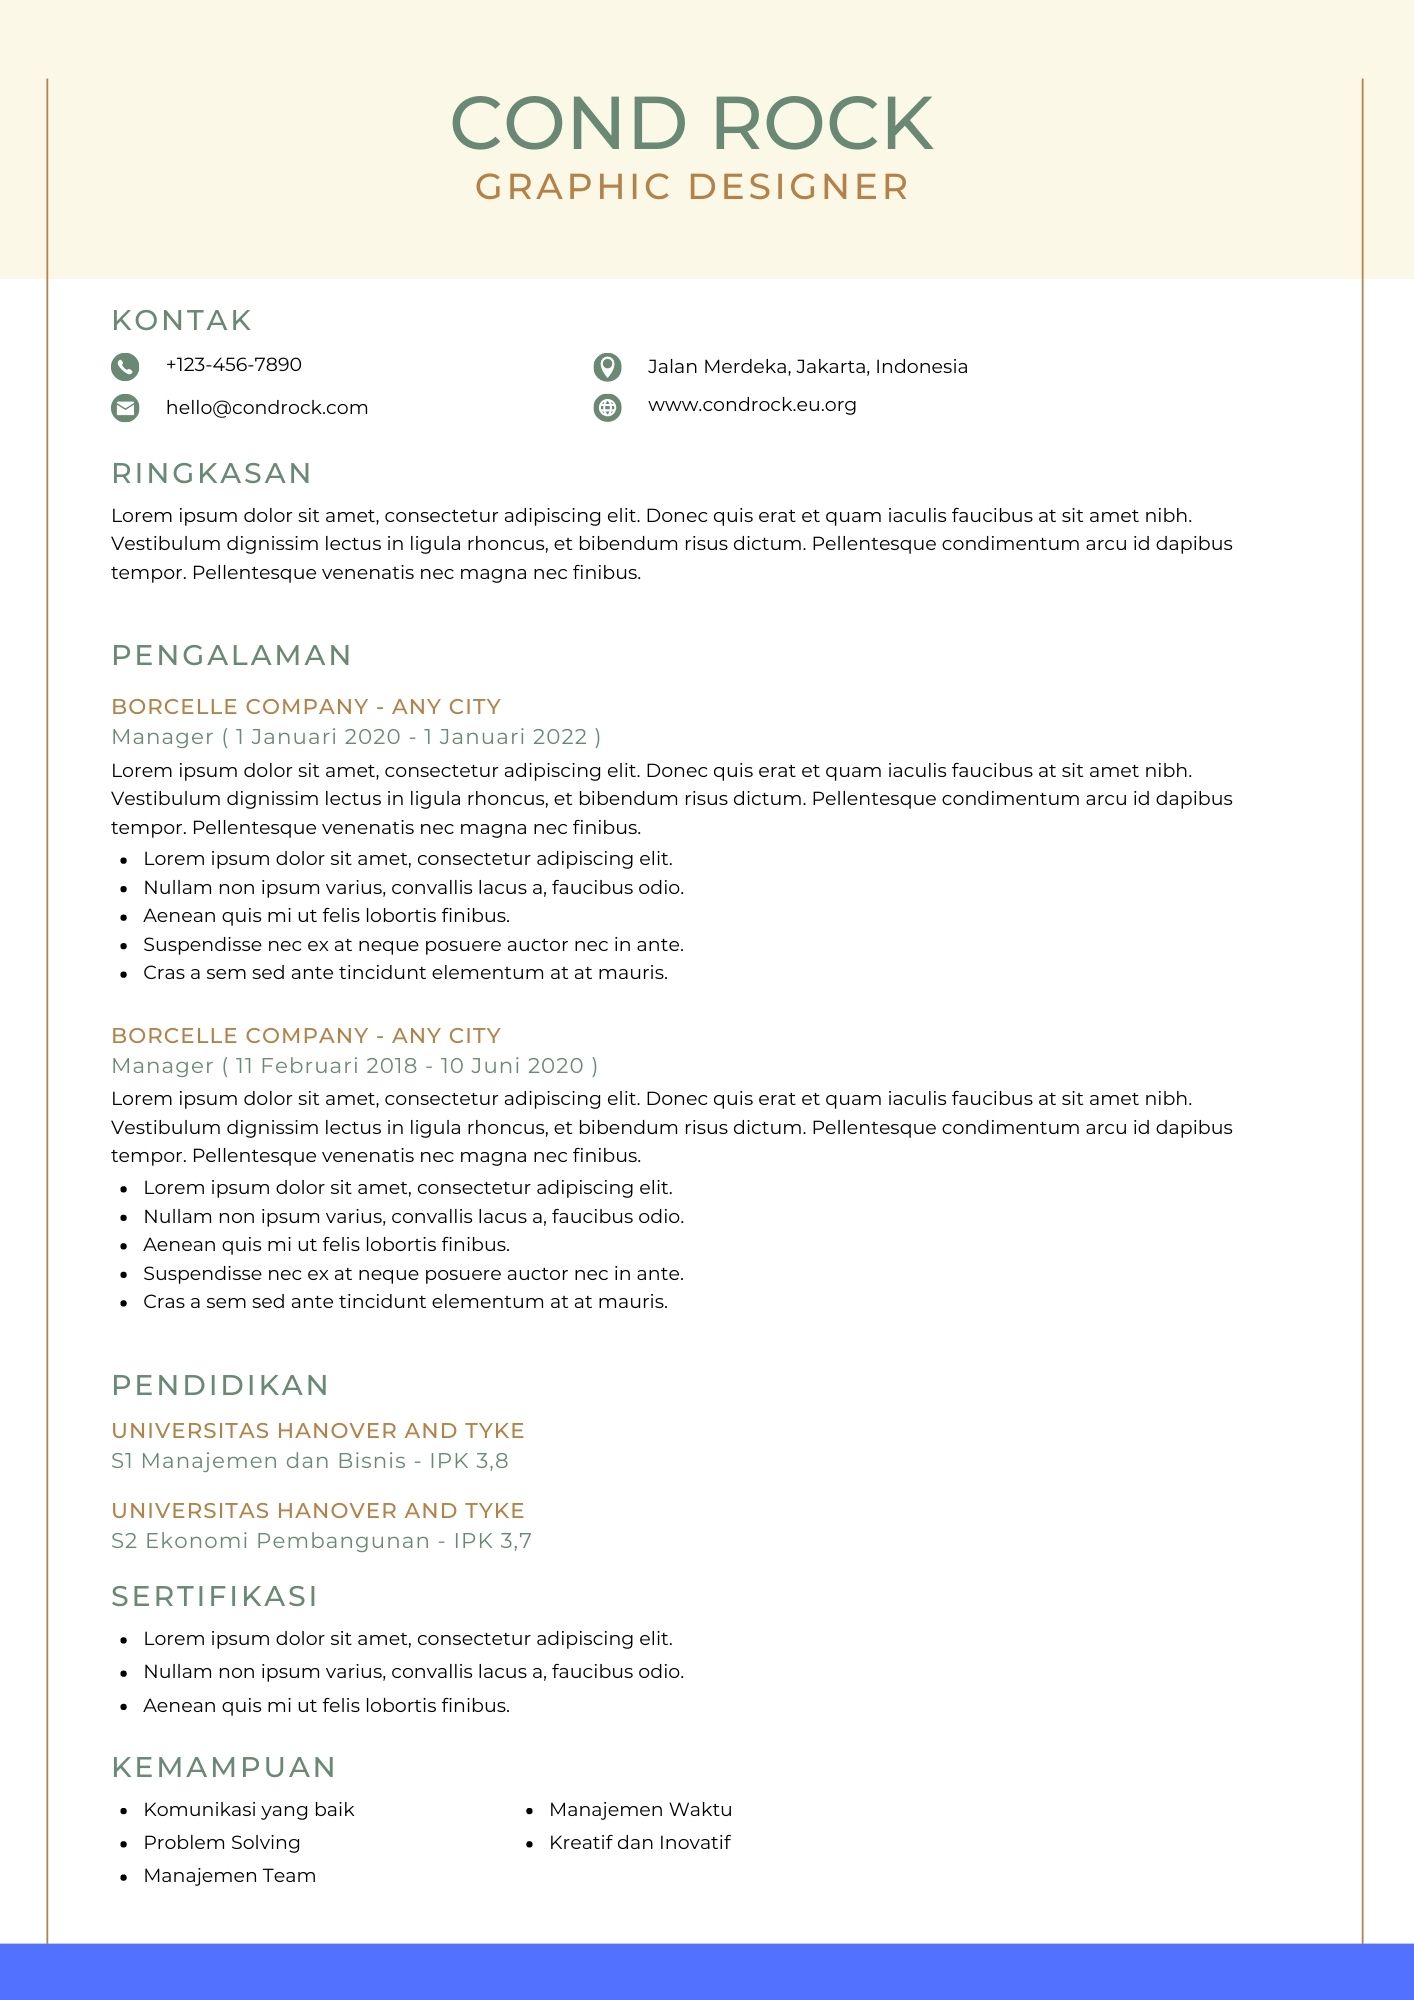 COND ROCK
GRAPHIC DESIGNER
KONTAK
+123-456-7890
Jalan Merdeka, Jakarta, Indonesia
hello@condrock.com
www.condrock.eu.org
RINGKASAN
Lorem ipsum dolor sit amet, consectetur adipiscing elit. Donec quis erat et quam iaculis faucibus at sit amet nibh.
Vestibulum dignissim lectus in ligula rhoncus, et bibendum risus dictum. Pellentesque condimentum arcu id dapibus
tempor. Pellentesque venenatis nec magna nec finibus.
PENGALAMAN
BORCELLE COMPANY - ANY CITY
Manager ( 1 Januari 2020 - 1 Januari 2022 )
Lorem ipsum dolor sit amet, consectetur adipiscing elit. Donec quis erat et quam iaculis faucibus at sit amet nibh.
Vestibulum dignissim lectus in ligula rhoncus, et bibendum risus dictum. Pellentesque condimentum arcu id dapibus
tempor. Pellentesque venenatis nec magna nec finibus.
• Lorem ipsum dolor sit amet, consectetur adipiscing elit.
• Nullam non ipsum varius, convallis lacus a, faucibus odio.
• Aenean quis mi ut felis lobortis finibus.
• Suspendisse nec ex at neque posuere auctor nec in ante.
• Cras a sem sed ante tincidunt elementum at at mauris.
BORCELLE COMPANY - ANY CITY
Manager ( 11 Februari 2018 - 10 Juni 2020 )
Lorem ipsum dolor sit amet, consectetur adipiscing elit. Donec quis erat et quam iaculis faucibus at sit amet nibh.
Vestibulum dignissim lectus in ligula rhoncus, et bibendum risus dictum. Pellentesque condimentum arcu id dapibus
tempor. Pellentesque venenatis nec magna nec finibus.
• Lorem ipsum dolor sit amet, consectetur adipiscing elit.
• Nullam non ipsum varius, convallis lacus a, faucibus odio.
• Aenean quis mi ut felis lobortis finibus.
• Suspendisse nec ex at neque posuere auctor nec in ante.
• Cras a sem sed ante tincidunt elementum at at mauris.
PENDIDIKAN
UNIVERSITAS HANOVER AND TYKE
S1 Manajemen dan Bisnis - IPK 3,8
UNIVERSITAS HANOVER AND TYKE
S2 Ekonomi Pembangunan - IPK 3,7
SERTIFIKASI
• Lorem ipsum dolor sit amet, consectetur adipiscing elit.
• Nullam non ipsum varius, convallis lacus a, faucibus odio.
• Aenean quis mi ut felis lobortis finibus.
KEMAMPUAN
• Komunikasi yang baik
• Problem Solving
• Manajemen Team
• Manajemen Waktu
• Kreatif dan Inovatif